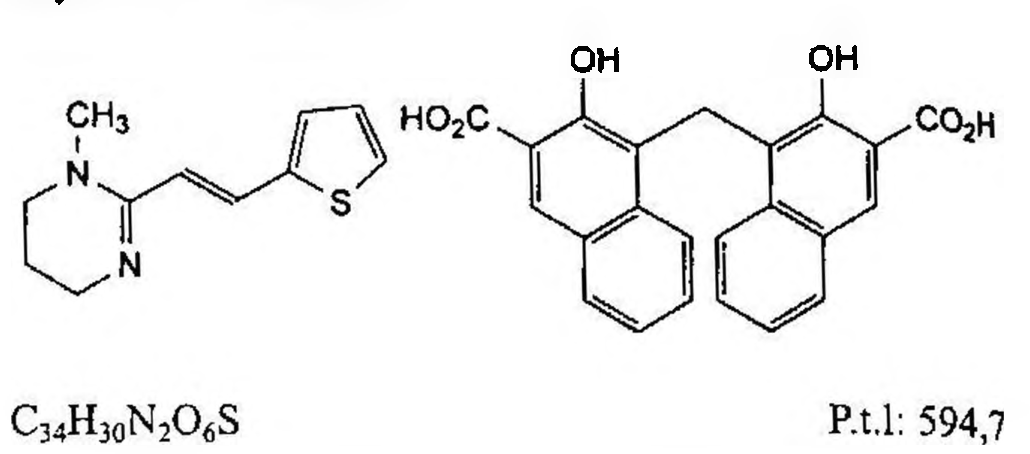 OH OH
CH₃ HO₂C CO₂H
N
S
N
C₃₄H₃₀N₂O₆S P.t.l: 594,7